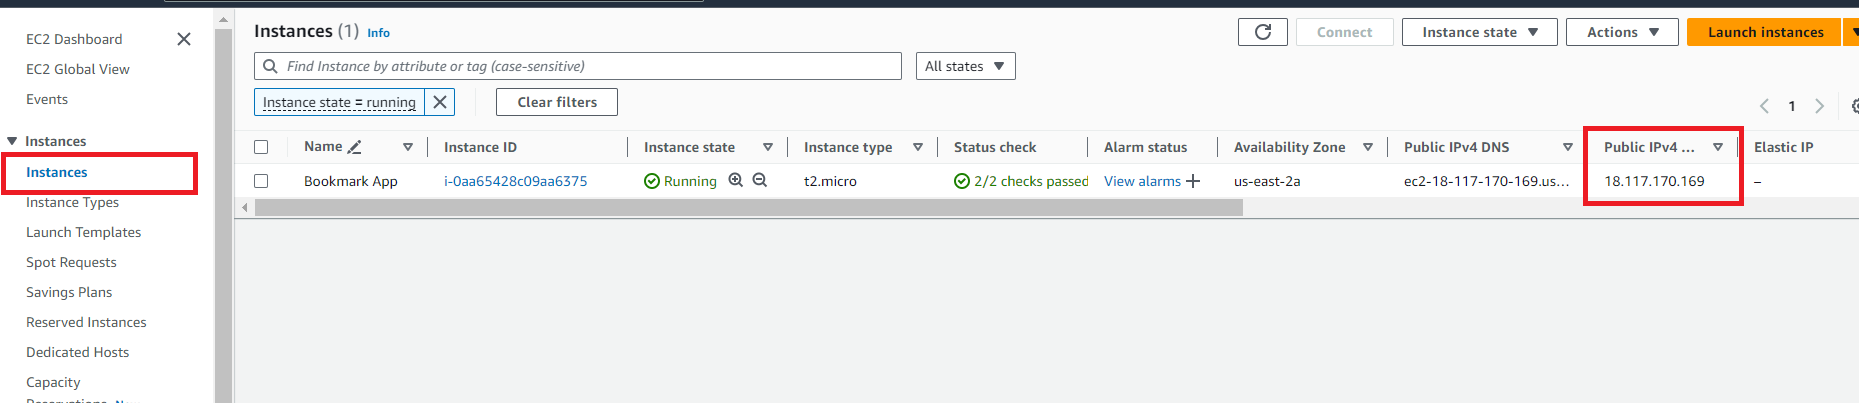 EC2 Dashboard
EC2 Global View
Events
Instances
Instances
Instance Types
Launch Templates
Spot Requests
Savings Plans
Reserved Instances
Dedicated Hosts
Capacity
Reservations New
Instances (1) Info
Connect
Instance state
Actions
Launch instances
Find Instance by attribute or tag (case-sensitive)
All states
Instance state = running
Clear filters
1
Name Instance ID Instance state Instance type Status check Alarm status Availability Zone Public IPv4 DNS Public IPv4 ... Elastic IP
Bookmark App i-0aa65428c09aa6375 Running t2.micro 2/2 checks passed View alarms + us-east-2a ec2-18-117-170-169.us... 18.117.170.169 –